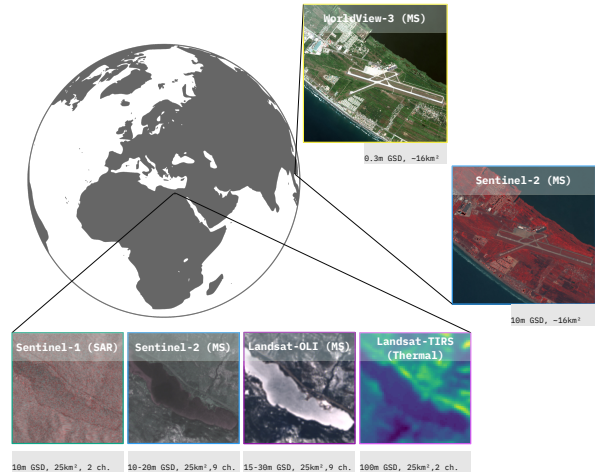 WorldView-3 (MS)
0.3m GSD, ~16km²
Sentinel-2 (MS)
10m GSD, ~16km²
Sentinel-1 (SAR)
Sentinel-2 (MS)
Landsat-OLI (MS)
Landsat-TIRS
(Thermal)
10m GSD, 25km², 2 ch.
10-20m GSD, 25km²,9 ch.
15-30m GSD, 25km²,9 ch.
100m GSD, 25km²,2 ch.